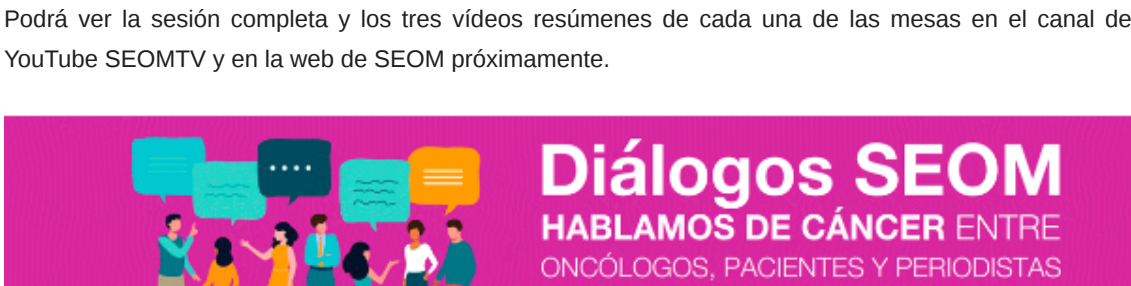 Podrá ver la sesión completa y los tres vídeos resúmenes de cada una de las mesas en el canal de
YouTube SEOMTV y en la web de SEOM próximamente.
Diálogos SEOM
HABLAMOS DE CÁNCER ENTRE
ONCÓLOGOS, PACIENTES Y PERIODISTAS